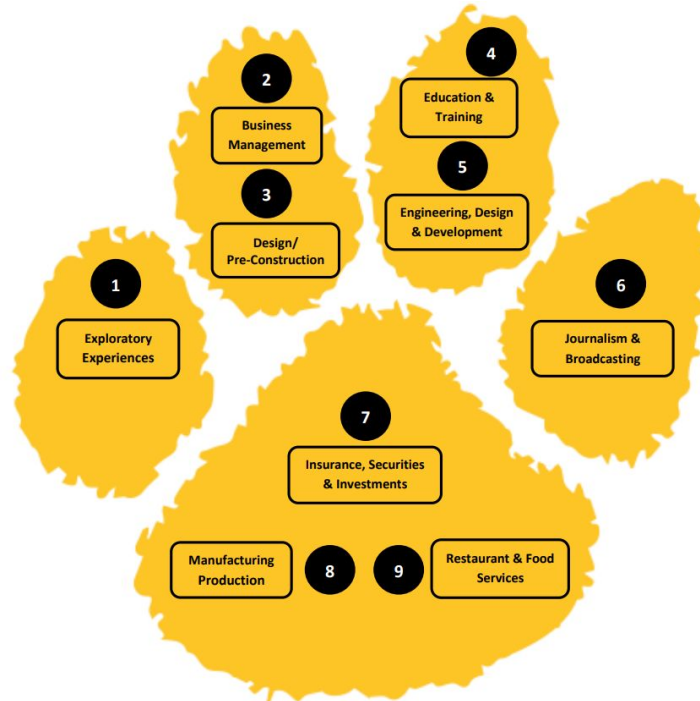 1
Exploratory
Experiences
2
Business
Management
3
Design/
Pre-Construction
4
Education &
Training
5
Engineering, Design
& Development
6
Journalism &
Broadcasting
7
Insurance, Securities
& Investments
8
Manufacturing
Production
9
Restaurant & Food
Services